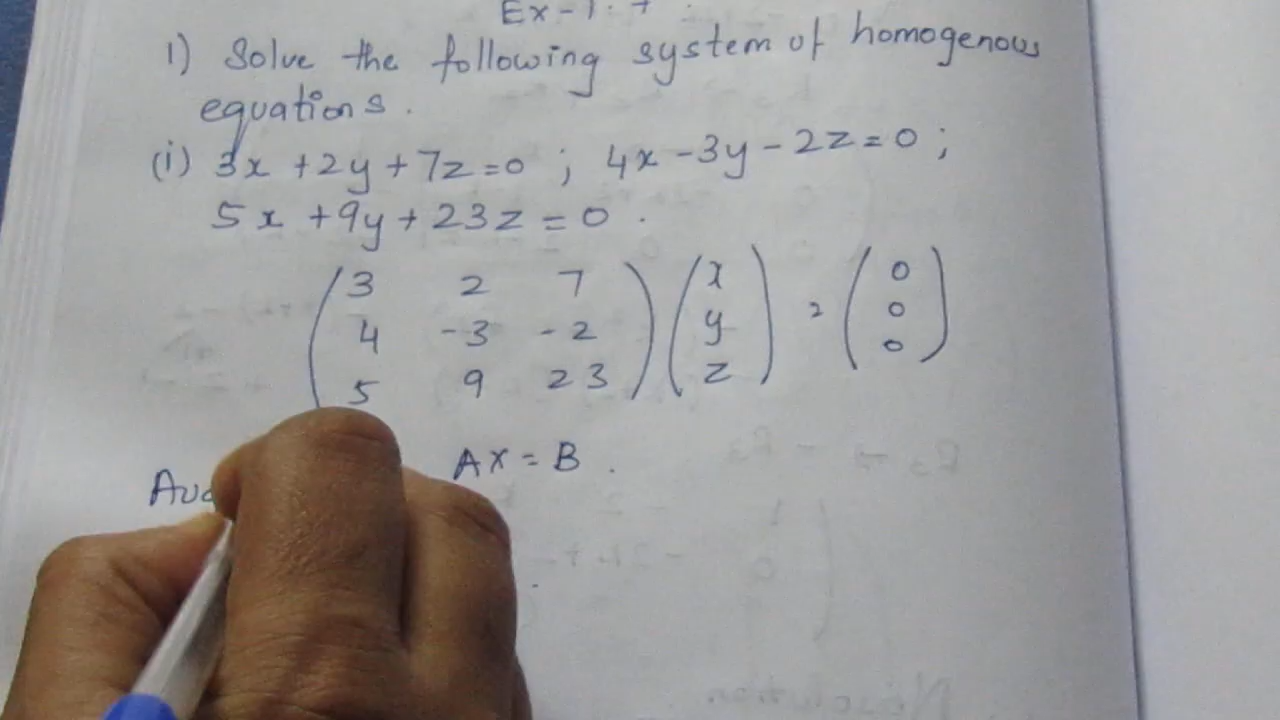 Ex-1.7
1) Solve the following system of homogenous
equations.
(i) 3x + 2y + 7z = 0 ; 4x - 3y - 2z = 0 ;
5x + 9y + 23z = 0 .
( 3 2 7 ) ( x ) = ( 0 )
( 4 -3 -2 ) ( y ) ( 0 )
( 5 9 23 ) ( z ) ( 0 )
AX = B .